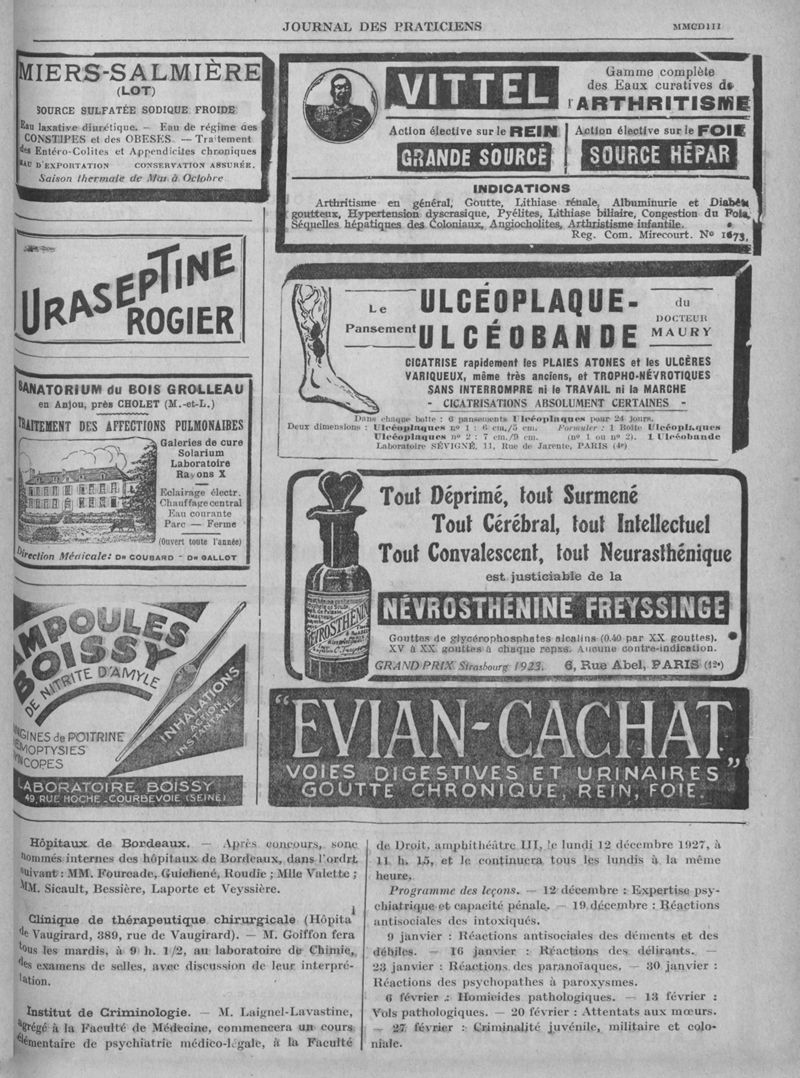 JOURNAL DES PRATICIENS
MMCDIII
MIERS-SALMIÈRE
(LOT)
SOURCE SULFATÉE SODIQUE FROIDE
Eau laxative diurétique. — Eau de régime des
CONSTIPES et des OBESES. — Traitement
des Entéro-Colites et Appendicites chroniques
EAU D'EXPORTATION CONSERVATION ASSURÉE.
Saison thermale de Mai à Octobre
VITTEL
Gamme complète
des Eaux curatives de
l'ARTHRITISME
Action élective sur le REIN
GRANDE SOURCE
Action élective sur le FOIE
SOURCE HÉPAR
INDICATIONS
Arthritisme en général, Goutte, Lithiase rénale, Albuminurie et Diabète
goutteux, Hypertension dyscrasique, Pyélites, Lithiase biliaire, Congestion du Foie,
Séquelles hépatiques des Coloniaux, Angiocholites, Arthristisme infantile.
Reg. Com. Mirecourt. No 1673.
URASEPTINE
ROGIER
Le
Pansement
ULCÉOPLAQUE-
ULCÉOBANDE
du
DOCTEUR
MAURY
CICATRISE rapidement les PLAIES ATONES et les ULCÈRES
VARIQUEUX, même très anciens, et TROPHO-NÉVROTIQUES
SANS INTERROMPRE ni le TRAVAIL ni la MARCHE
- CICATRISATIONS ABSOLUMENT CERTAINES -
Dans chaque boîte : 6 pansements Ulcéoplaques pour 24 jours.
Deux dimensions : Ulcéoplaques no 1 : 6 cm./5 cm. Formuler : 1 Boîte Ulcéoplaques
Ulcéoplaques no 2 : 7 cm./9 cm. (no 1 ou no 2). 1 Ulcéobande
Laboratoire SÉVIGNÉ, 11, Rue de Jarente, PARIS (4e)
SANATORIUM du BOIS GROLLEAU
en Anjou, près CHOLET (M.-et-L.)
TRAITEMENT DES AFFECTIONS PULMONAIRES
Galeries de cure
Solarium
Laboratoire
Rayons X
Eclairage électr.
Chauffage central
Eau courante
Parc — Ferme
(Ouvert toute l'année)
Direction Médicale: DR COUBARD - DR GALLOT
Tout Déprimé, tout Surmené
Tout Cérébral, tout Intellectuel
Tout Convalescent, tout Neurasthénique
est justiciable de la
NÉVROSTHÉNINE FREYSSINGE
Gouttes de glycérophosphates alcalins (0.40 par XX gouttes).
XV à XX gouttes à chaque repas. Aucune contre-indication.
GRAND PRIX Strasbourg 1923. 6, Rue Abel, PARIS (12e)
NÉVROSTHÉNINE
AMPOULES
BOISSY
DE NITRITE D'AMYLE
INHALATIONS
ACTION
INSTANTANÉE
ANGINES de POITRINE
HEMOPTYSIES
SYNCOPES
LABORATOIRE BOISSY
49, RUE HOCHE - COURBEVOIE (SEINE)
"EVIAN-CACHAT"
VOIES DIGESTIVES ET URINAIRES
GOUTTE CHRONIQUE, REIN, FOIE.
Hôpitaux de Bordeaux. — Après concours, sont
nommés internes des hôpitaux de Bordeaux, dans l'ordre
suivant : MM. Fourcade, Guichené, Roudie ; Mlle Valette ;
MM. Sicault, Bessière, Laporte et Veyssière.
Clinique de thérapeutique chirurgicale (Hôpital
de Vaugirard, 389, rue de Vaugirard). — M. Goiffon fera
tous les mardis, à 9 h. 1/2, au laboratoire de Chimie,
des examens de selles, avec discussion de leur interpré-
tation.
Institut de Criminologie. — M. Laignel-Lavastine,
agrégé à la Faculté de Médecine, commencera un cours
élémentaire de psychiatrie médico-légale, à la Faculté
de Droit, amphithéâtre III, le lundi 12 décembre 1927, à
11 h. 15, et le continuera tous les lundis à la même
heure.
Programme des leçons. — 12 décembre : Expertise psy-
chiatrique et capacité pénale. — 19 décembre : Réactions
antisociales des intoxiqués.
9 janvier : Réactions antisociales des déments et des
débiles. — 16 janvier : Réactions des délirants. —
23 janvier : Réactions des paranoïaques. — 30 janvier :
Réactions des psychopathes à paroxysmes.
6 février : Homicides pathologiques. — 13 février :
Vols pathologiques. — 20 février : Attentats aux mœurs.
— 27 février : Criminalité juvénile, militaire et colo-
niale.